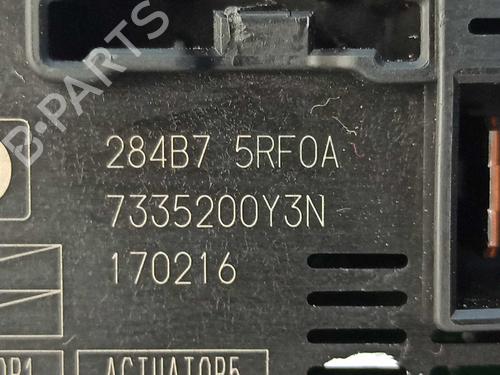 B-PARTS
284B7 5RF0A
7335200Y3N
170216
ACTUATOR5